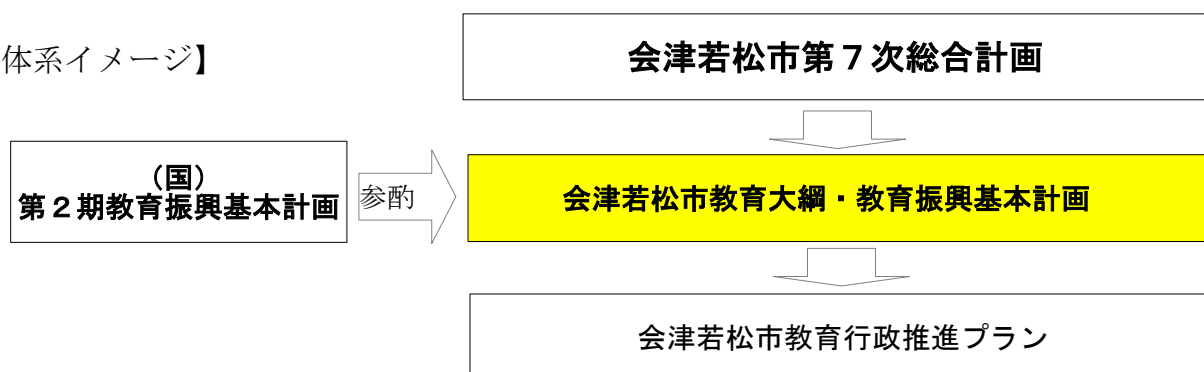 体系イメージ】
会津若松市第７次総合計画
（国）
第２期教育振興基本計画
参酌
会津若松市教育大綱・教育振興基本計画
会津若松市教育行政推進プラン